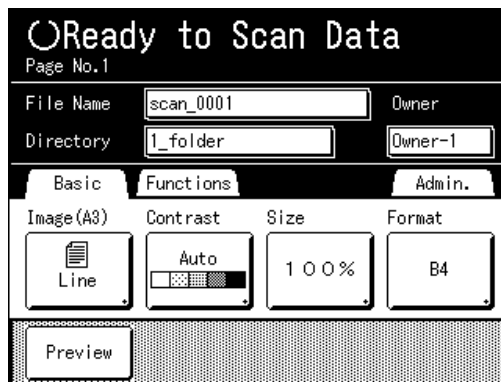 Ready to Scan Data
Page No.1
File Name scan_0001 Owner
Directory 1_folder Owner-1
Basic Functions Admin.
Image(A3) Contrast Size Format
Line Auto 100% B4
Preview